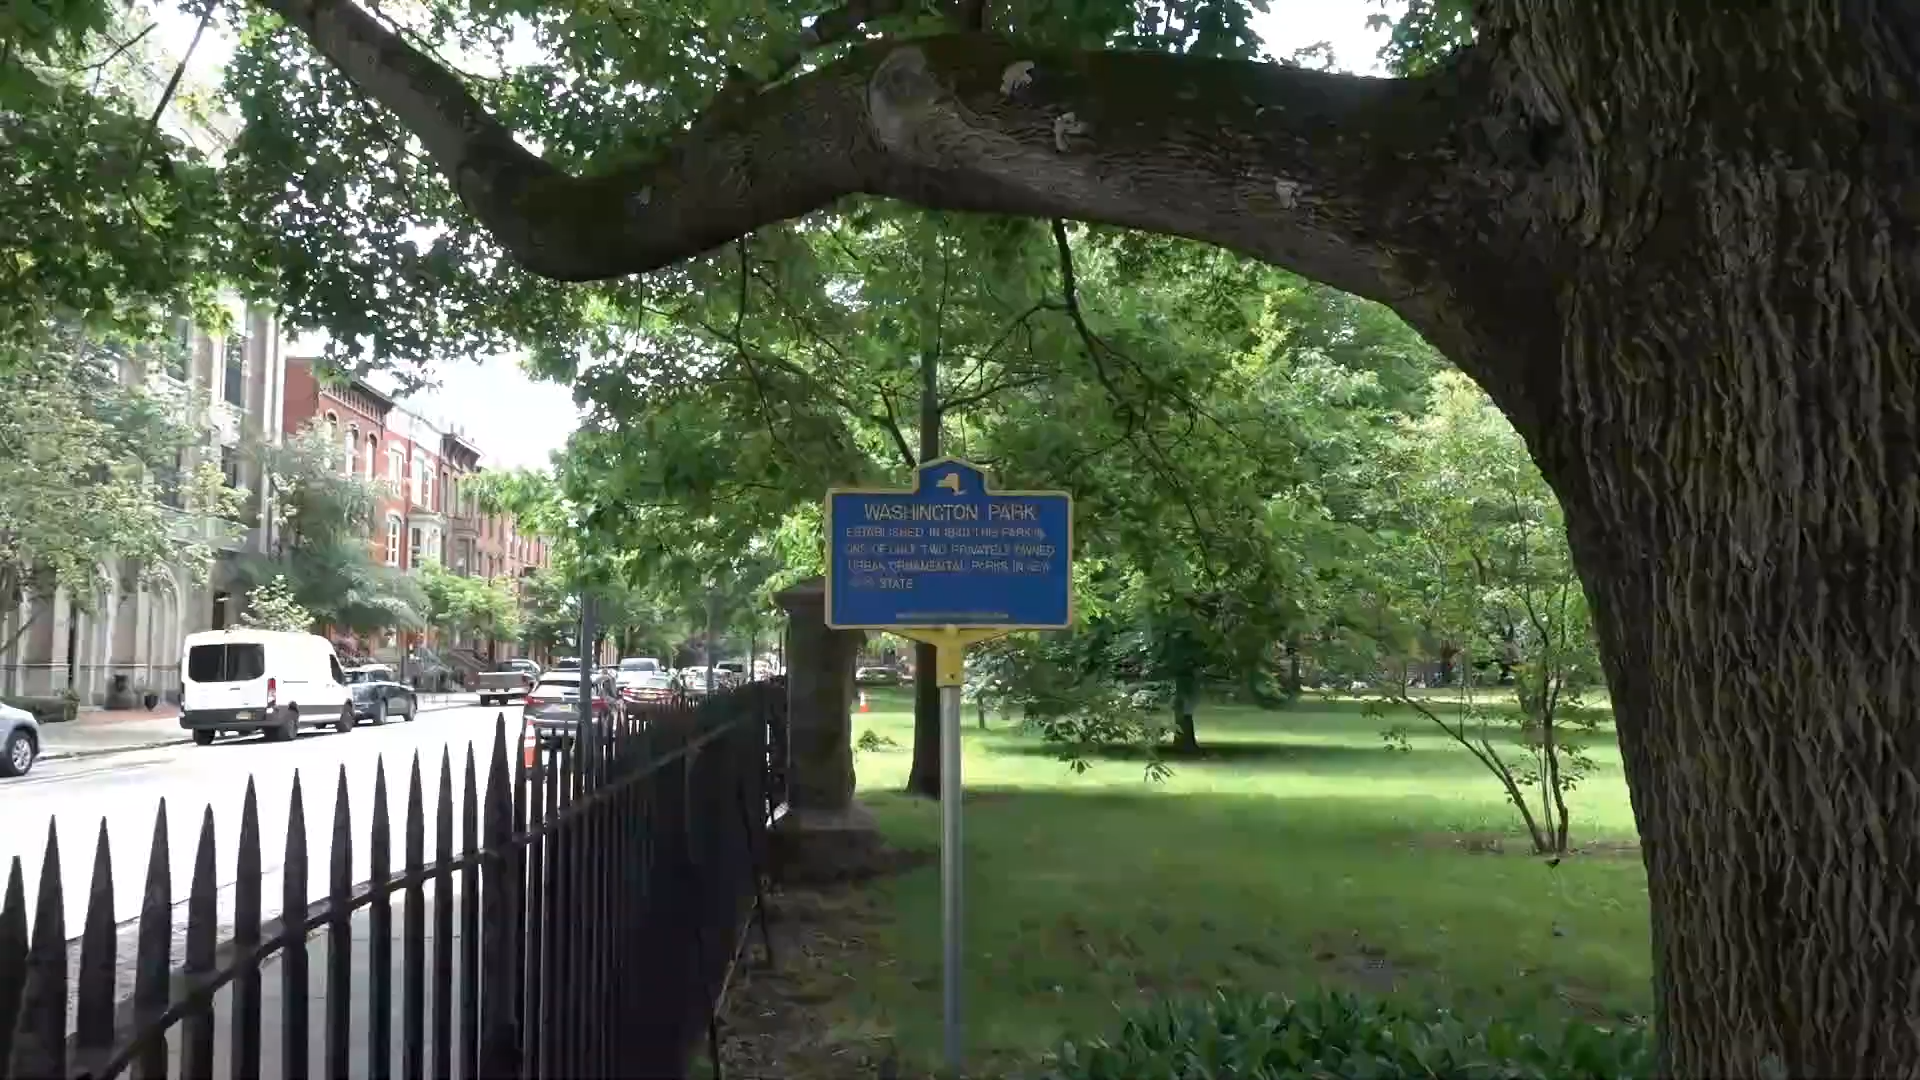 WASHINGTON PARK
ESTABLISHED IN 1840 THIS PARK IS
ONE OF ONLY TWO PRIVATELY OWNED
URBAN ORNAMENTAL PARKS IN NEW
YORK STATE